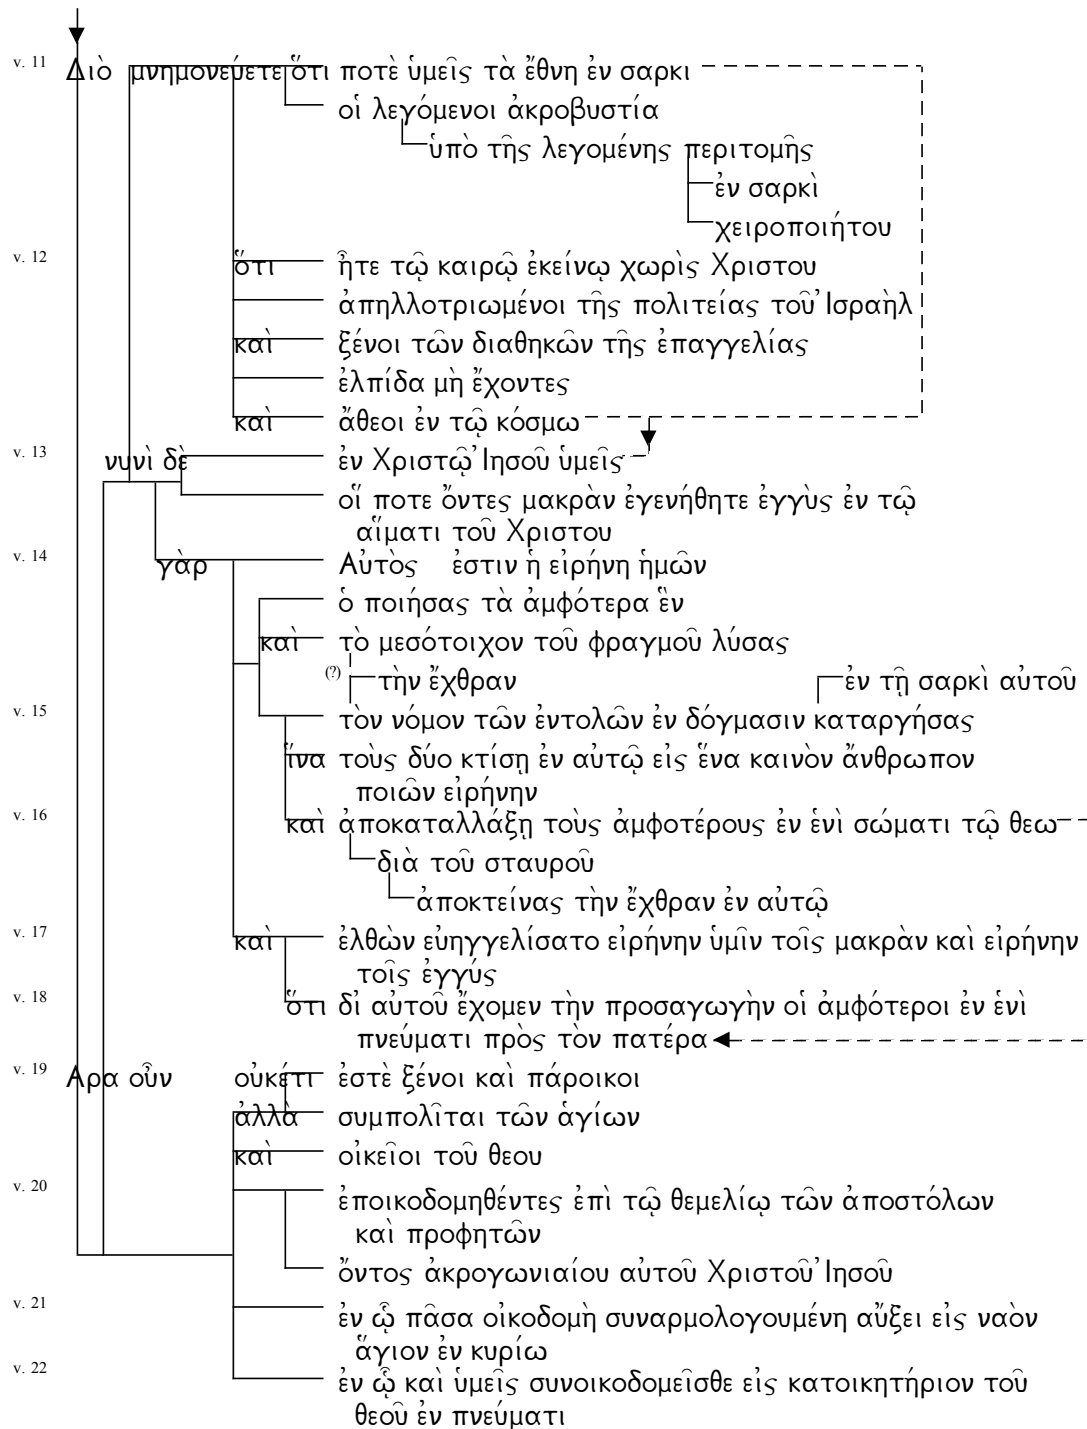 v. 11 Διὸ μνημονεύετε ὅτι ποτὲ ὑμεῖς τὰ ἔθνη ἐν σαρκι
οἱ λεγόμενοι ἀκροβυστία
ὑπὸ τῆς λεγομένης περιτομῆς
ἐν σαρκὶ
χειροποιήτου
v. 12 ὅτι ἦτε τῷ καιρῷ ἐκείνῳ χωρὶς Χριστου
ἀπηλλοτριωμένοι τῆς πολιτείας τοῦ Ἰσραὴλ
καὶ ξένοι τῶν διαθηκῶν τῆς ἐπαγγελίας
ἐλπίδα μὴ ἔχοντες
καὶ ἄθεοι ἐν τῷ κόσμω
v. 13 νυνὶ δὲ ἐν Χριστῷ Ἰησοῦ ὑμεῖς
οἵ ποτε ὄντες μακρὰν ἐγενήθητε ἐγγὺς ἐν τῷ
αἵματι τοῦ Χριστου
v. 14 γὰρ Αὐτὸς ἐστιν ἡ εἰρήνη ἡμῶν
ὁ ποιήσας τὰ ἀμφότερα ἓν
καὶ τὸ μεσότοιχον τοῦ φραγμοῦ λύσας
(?) τὴν ἔχθραν ἐν τῇ σαρκὶ αὐτοῦ
v. 15 τὸν νόμον τῶν ἐντολῶν ἐν δόγμασιν καταργήσας
ἵνα τοὺς δύο κτίσῃ ἐν αὐτῷ εἰς ἕνα καινὸν ἄνθρωπον
ποιῶν εἰρήνην
v. 16 καὶ ἀποκαταλλάξῃ τοὺς ἀμφοτέρους ἐν ἑνὶ σώματι τῷ θεω
διὰ τοῦ σταυροῦ
ἀποκτείνας τὴν ἔχθραν ἐν αὐτῷ
v. 17 καὶ ἐλθὼν εὐηγγελίσατο εἰρήνην ὑμῖν τοῖς μακρὰν καὶ εἰρήνην
τοῖς ἐγγύς
v. 18 ὅτι δἰ αὐτοῦ ἔχομεν τὴν προσαγωγὴν οἱ ἀμφότεροι ἐν ἑνὶ
πνεύματι πρὸς τὸν πατέρα
v. 19 Αρα οὖν οὐκέτι ἐστὲ ξένοι καὶ πάροικοι
ἀλλὰ συμπολῖται τῶν ἁγίων
καὶ οἰκεῖοι τοῦ θεου
v. 20 ἐποικοδομηθέντες ἐπὶ τῷ θεμελίῳ τῶν ἀποστόλων
καὶ προφητῶν
ὄντος ἀκρογωνιαίου αὐτοῦ Χριστοῦ Ἰησοῦ
v. 21 ἐν ᾧ πᾶσα οἰκοδομὴ συναρμολογουμένη αὔξει εἰς ναὸν
ἅγιον ἐν κυρίω
v. 22 ἐν ᾧ καὶ ὑμεῖς συνοικοδομεῖσθε εἰς κατοικητήριον τοῦ
θεοῦ ἐν πνεύματι